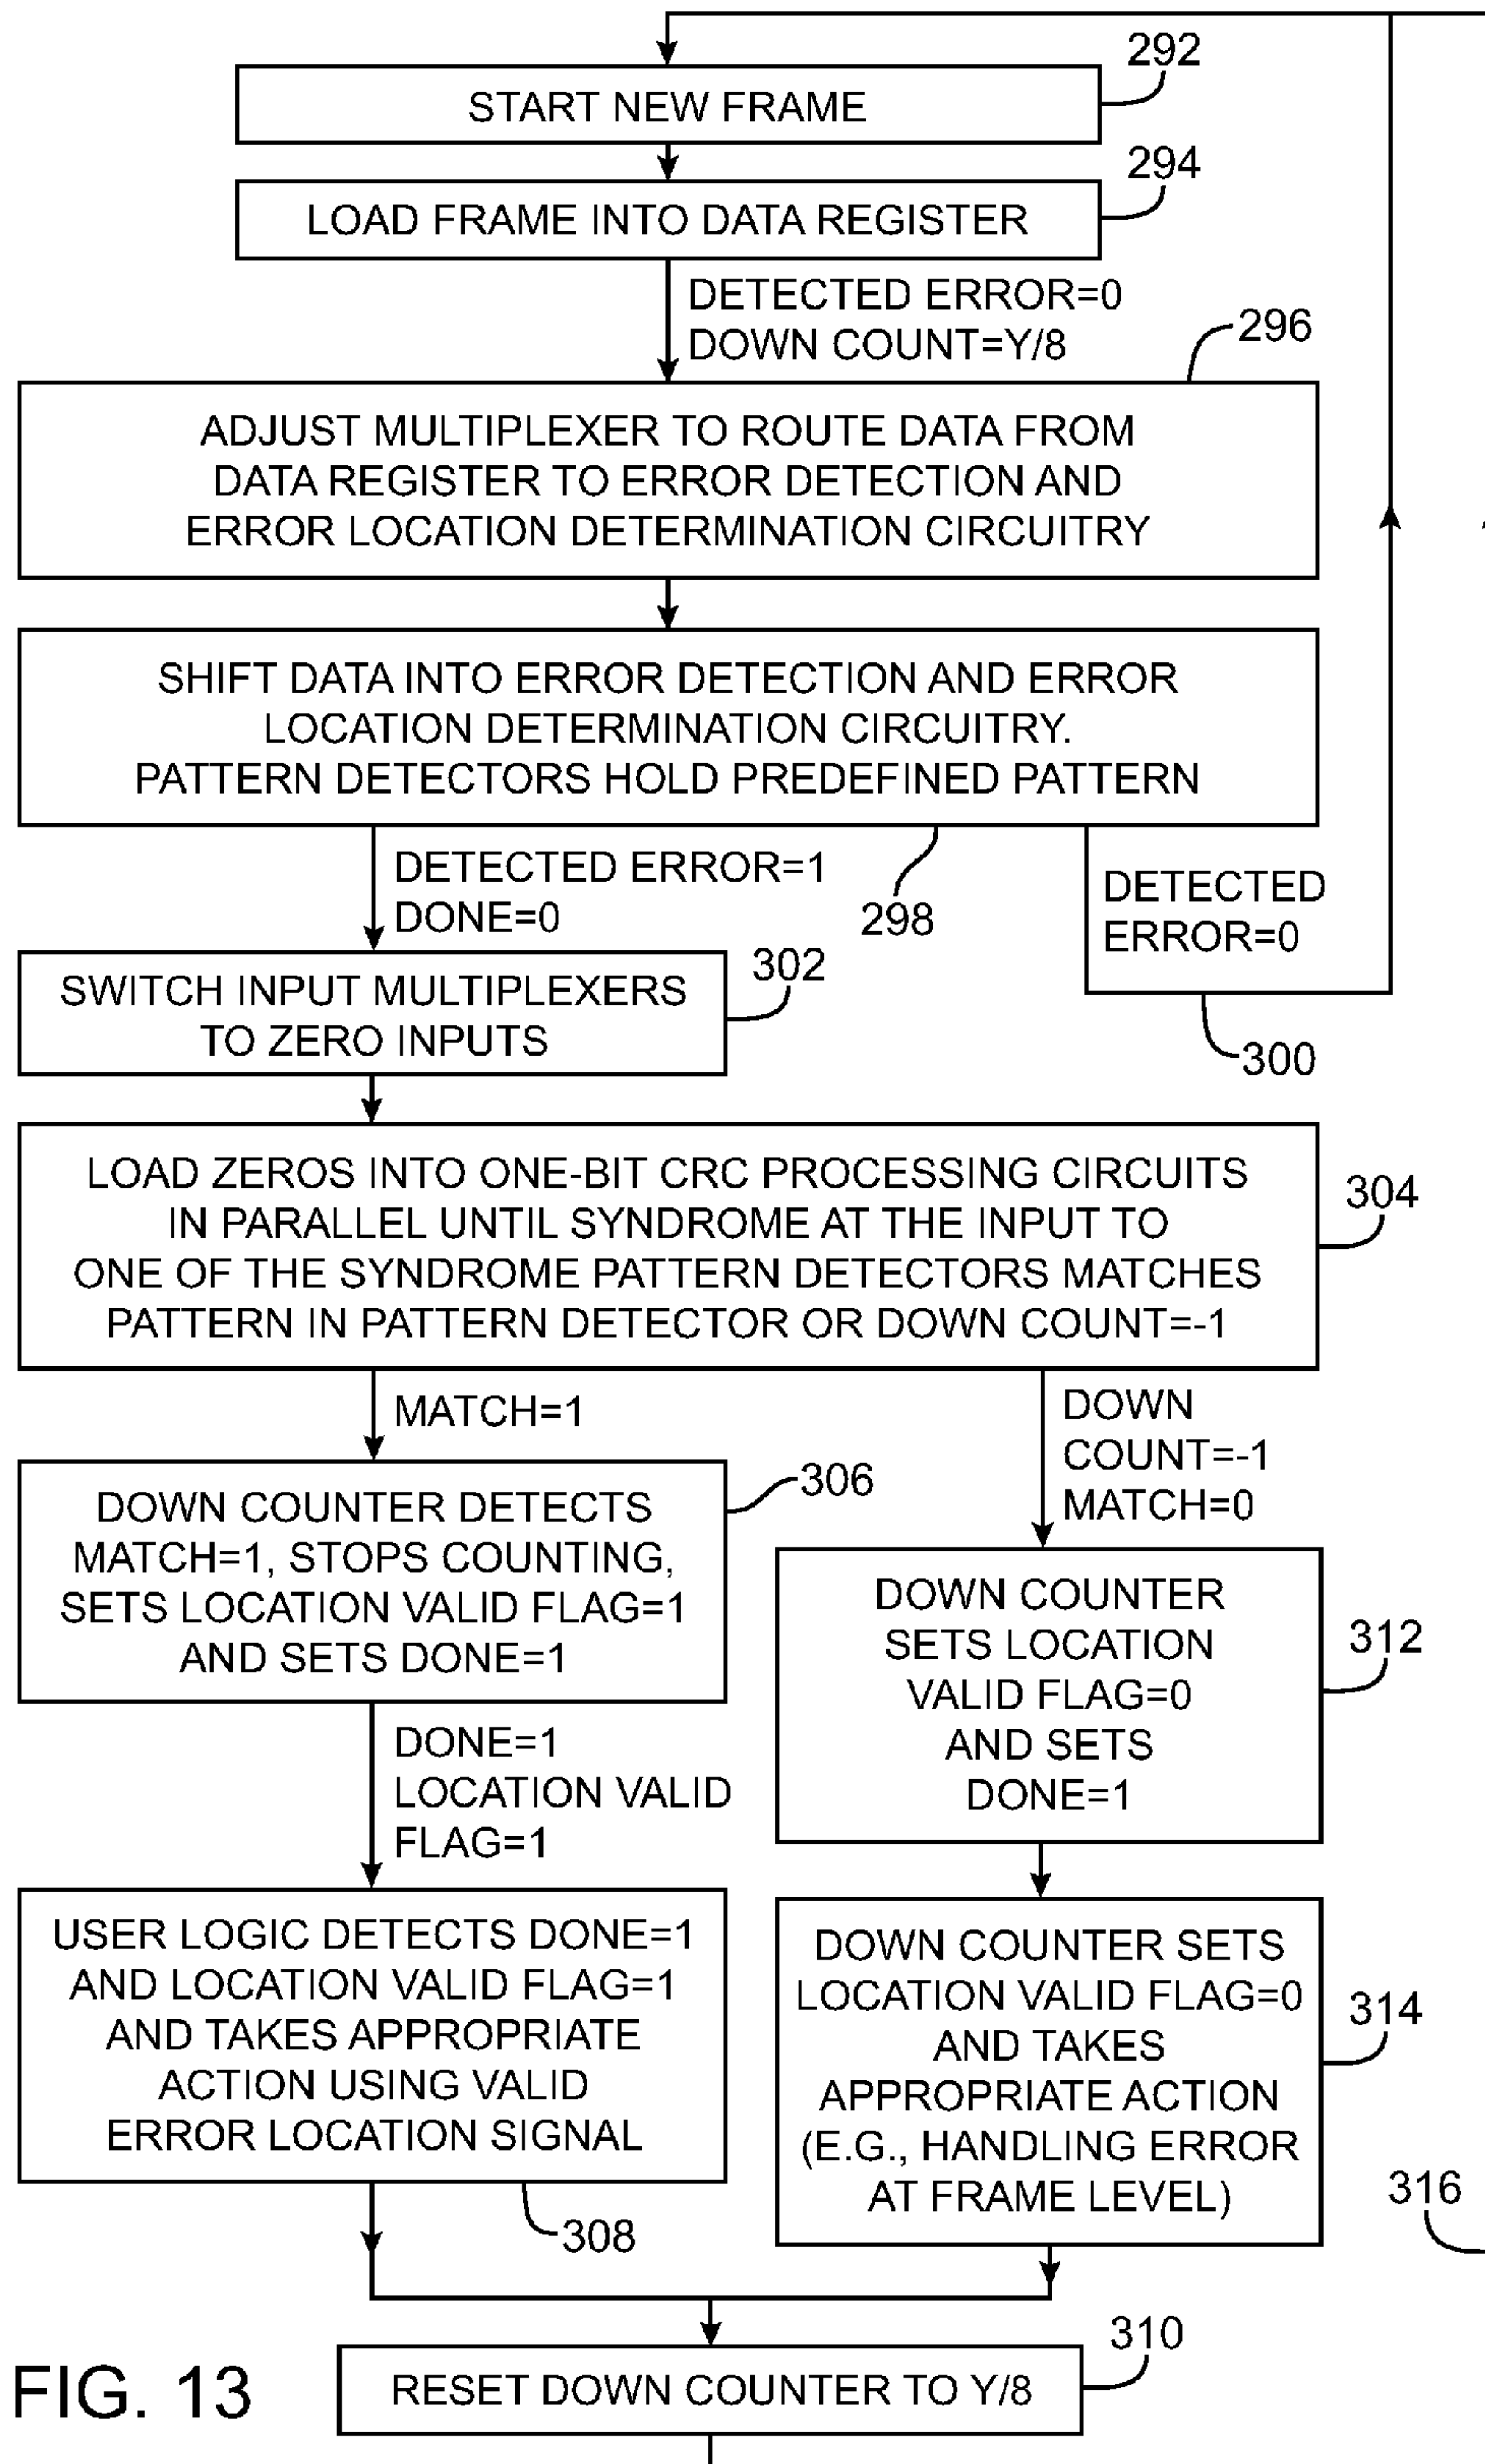 292
START NEW FRAME
294
LOAD FRAME INTO DATA REGISTER
DETECTED ERROR=0
DOWN COUNT=Y/8
296
ADJUST MULTIPLEXER TO ROUTE DATA FROM
DATA REGISTER TO ERROR DETECTION AND
ERROR LOCATION DETERMINATION CIRCUITRY
SHIFT DATA INTO ERROR DETECTION AND ERROR
LOCATION DETERMINATION CIRCUITRY.
PATTERN DETECTORS HOLD PREDEFINED PATTERN
298
DETECTED ERROR=1
DONE=0
DETECTED
ERROR=0
300
302
SWITCH INPUT MULTIPLEXERS
TO ZERO INPUTS
LOAD ZEROS INTO ONE-BIT CRC PROCESSING CIRCUITS
IN PARALLEL UNTIL SYNDROME AT THE INPUT TO
ONE OF THE SYNDROME PATTERN DETECTORS MATCHES
PATTERN IN PATTERN DETECTOR OR DOWN COUNT=-1
304
MATCH=1
DOWN
COUNT=-1
MATCH=0
DOWN COUNTER DETECTS
MATCH=1, STOPS COUNTING,
SETS LOCATION VALID FLAG=1
AND SETS DONE=1
306
DOWN COUNTER
SETS LOCATION
VALID FLAG=0
AND SETS
DONE=1
312
DONE=1
LOCATION VALID
FLAG=1
USER LOGIC DETECTS DONE=1
AND LOCATION VALID FLAG=1
AND TAKES APPROPRIATE
ACTION USING VALID
ERROR LOCATION SIGNAL
308
DOWN COUNTER SETS
LOCATION VALID FLAG=0
AND TAKES
APPROPRIATE ACTION
(E.G., HANDLING ERROR
AT FRAME LEVEL)
314
316
310
RESET DOWN COUNTER TO Y/8
FIG. 13